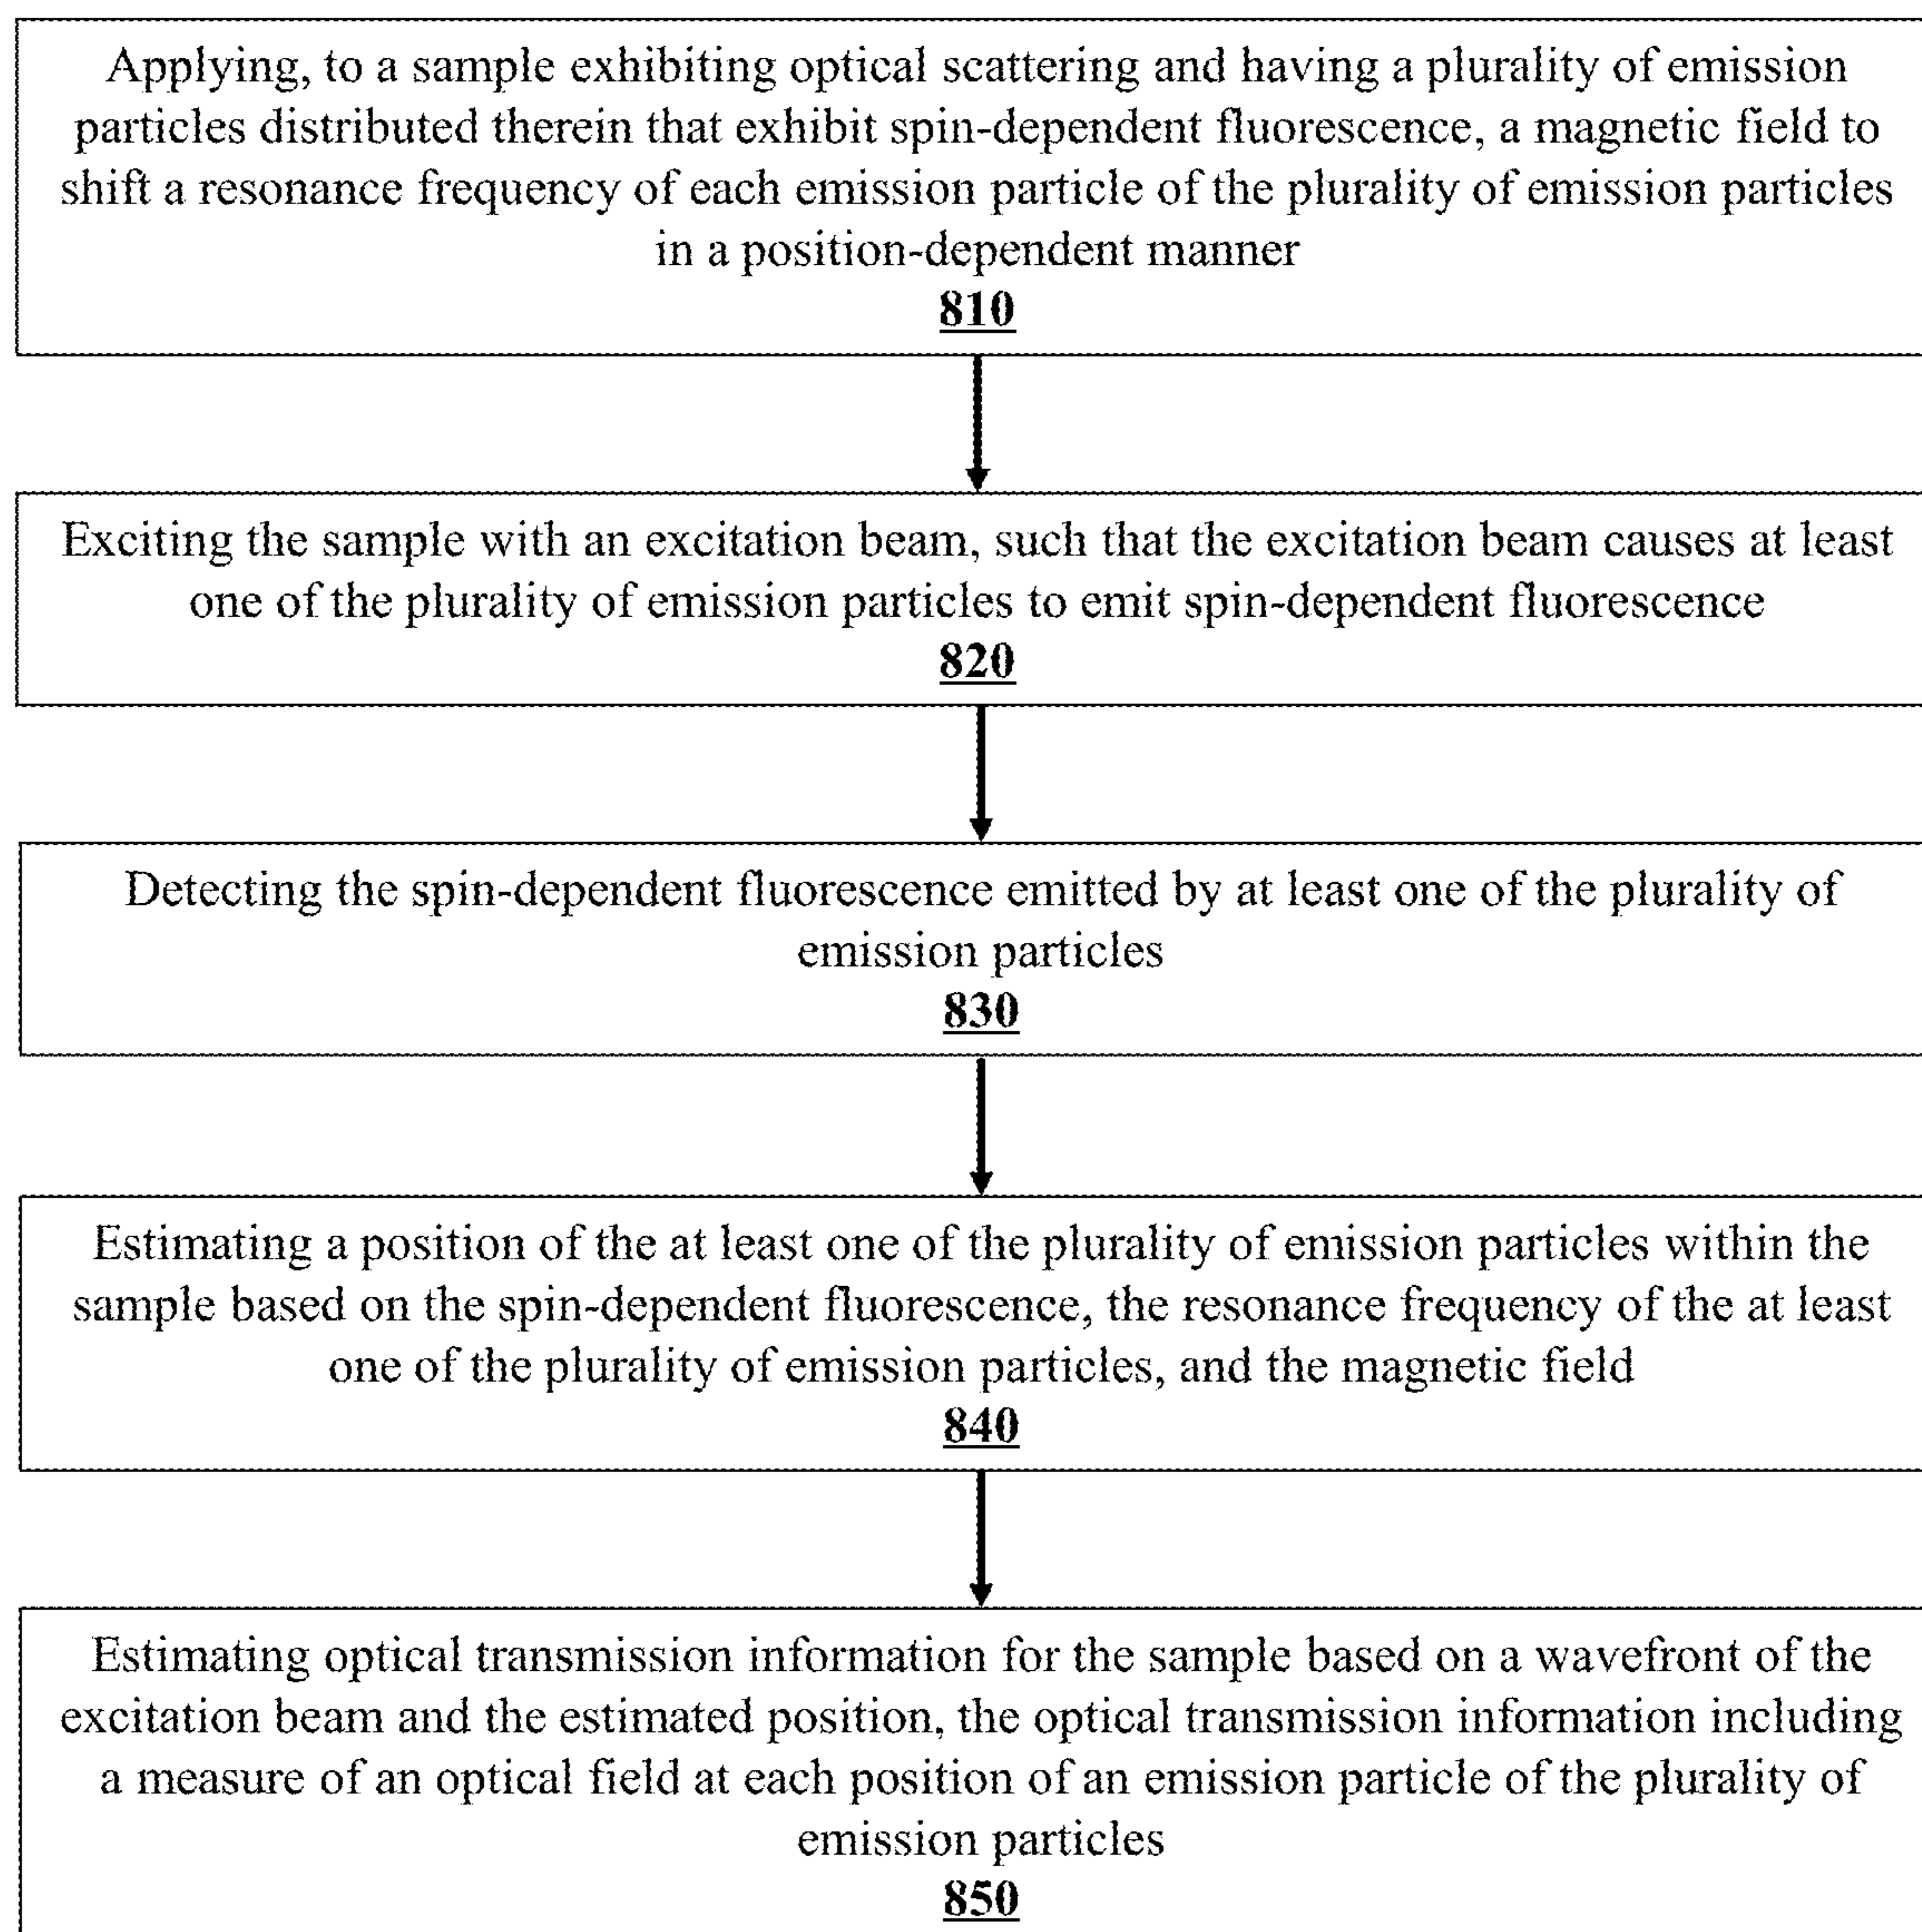 Applying, to a sample exhibiting optical scattering and having a plurality of emission
particles distributed therein that exhibit spin-dependent fluorescence, a magnetic field to
shift a resonance frequency of each emission particle of the plurality of emission particles
in a position-dependent manner
810
Exciting the sample with an excitation beam, such that the excitation beam causes at least
one of the plurality of emission particles to emit spin-dependent fluorescence
820
Detecting the spin-dependent fluorescence emitted by at least one of the plurality of
emission particles
830
Estimating a position of the at least one of the plurality of emission particles within the
sample based on the spin-dependent fluorescence, the resonance frequency of the at least
one of the plurality of emission particles, and the magnetic field
840
Estimating optical transmission information for the sample based on a wavefront of the
excitation beam and the estimated position, the optical transmission information including
a measure of an optical field at each position of an emission particle of the plurality of
emission particles
850